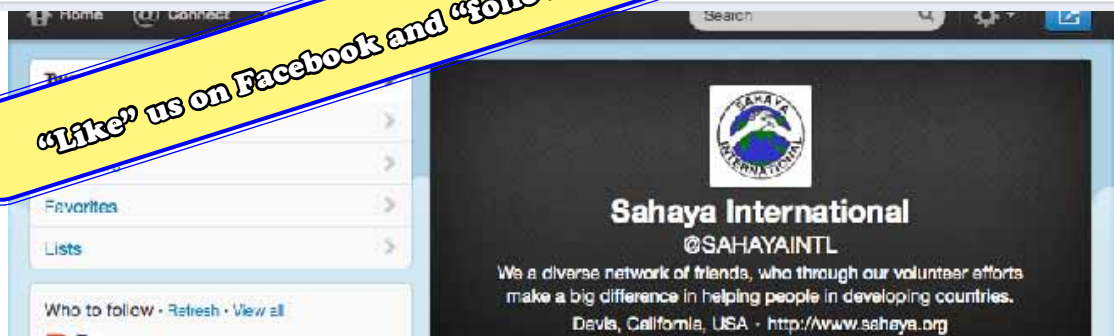 Home @ Connect
Search
"Like" us on Facebook and "follo
Favorites
Lists
Who to follow · Refresh · View all
SAHAYA
INTERNATIONAL
Sahaya International
@SAHAYAINTL
We a diverse network of friends, who through our volunteer efforts
make a big difference in helping people in developing countries.
Davis, California, USA · http://www.sahaya.org